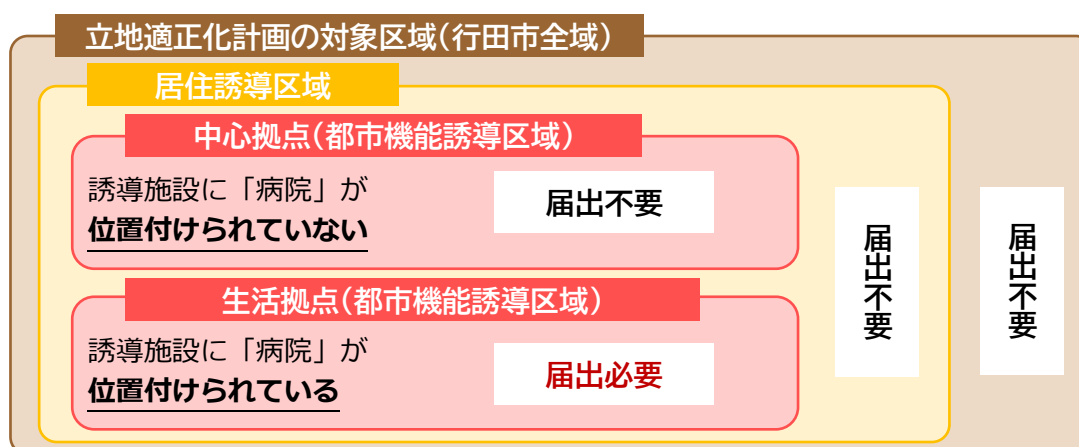 立地適正化計画の対象区域(行田市全域)
居住誘導区域
中心拠点(都市機能誘導区域)
誘導施設に「病院」が
位置付けられていない
届出不要
生活拠点(都市機能誘導区域)
誘導施設に「病院」が
位置付けられている
届出必要
届出不要
届出不要